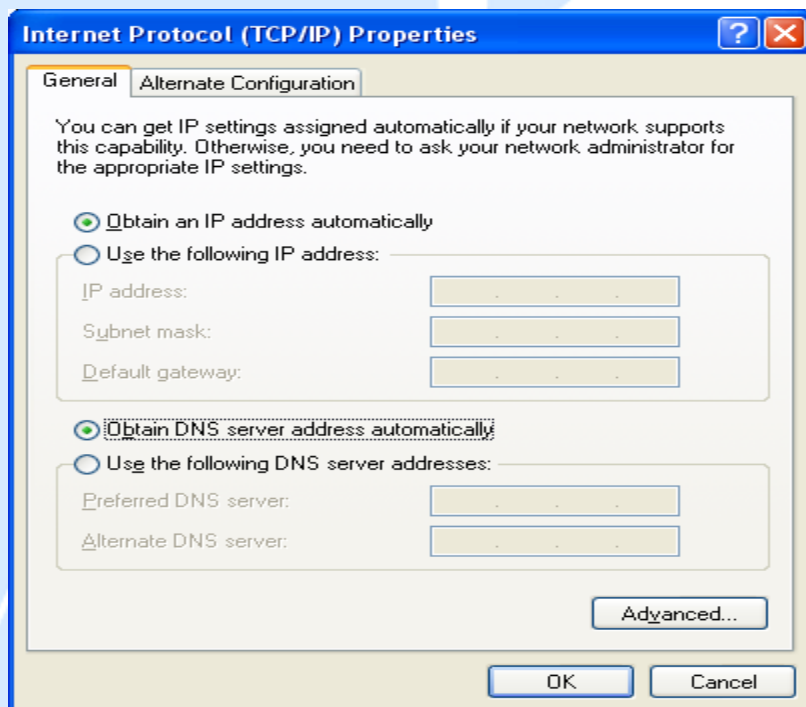 Internet Protocol (TCP/IP) Properties
General
Alternate Configuration
You can get IP settings assigned automatically if your network supports
this capability. Otherwise, you need to ask your network administrator for
the appropriate IP settings.
Obtain an IP address automatically
Use the following IP address:
IP address:
Subnet mask:
Default gateway:
Obtain DNS server address automatically
Use the following DNS server addresses:
Preferred DNS server:
Alternate DNS server:
Advanced...
OK
Cancel